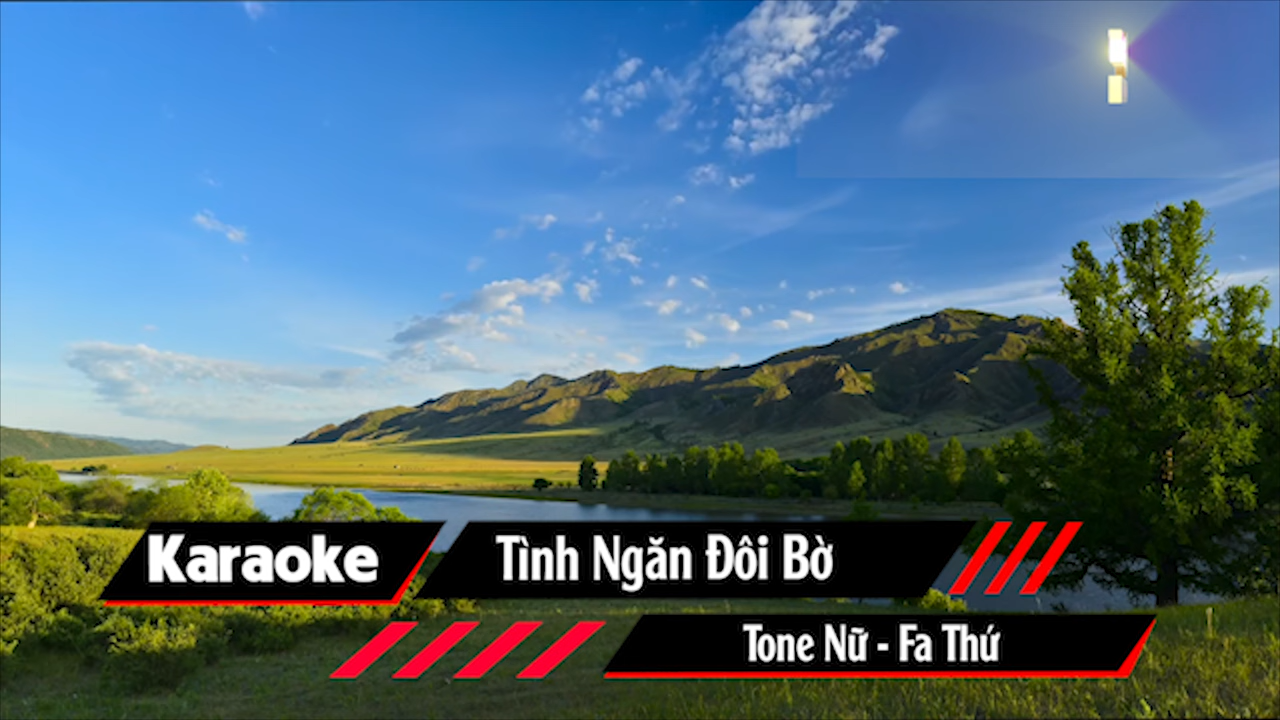 Karaoke
Tình Ngăn Đôi Bờ
Tone Nữ - Fa Thứ